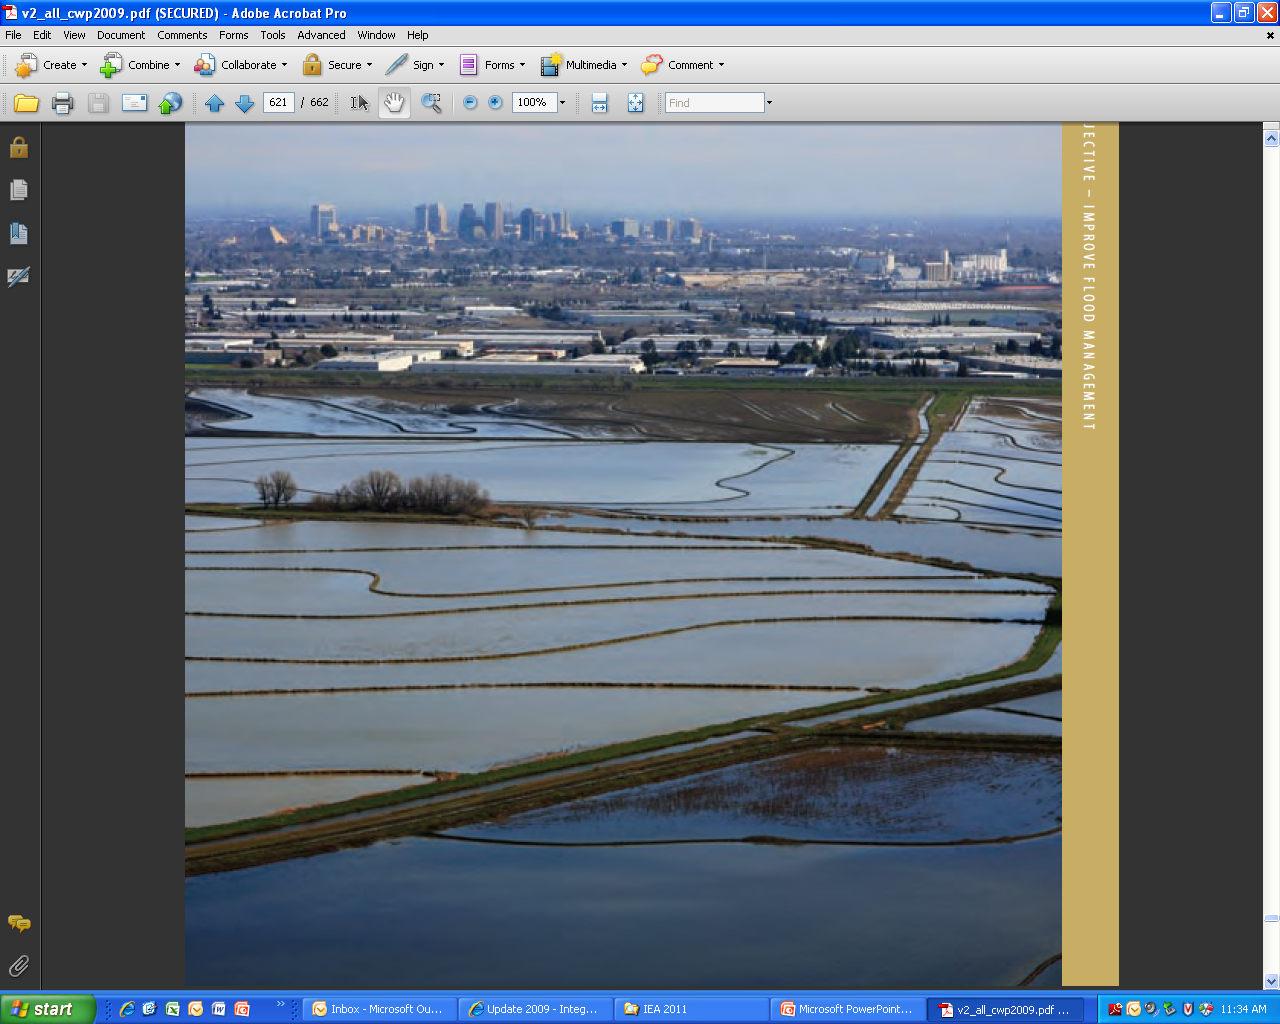 v2_all_cwp2009.pdf (SECURED) - Adobe Acrobat Pro
File Edit View Document Comments Forms Tools Advanced Window Help
Create Combine Collaborate Secure Sign Forms Multimedia Comment
621 / 662 100% Find
JECTIVE – IMPROVE FLOOD MANAGEMENT
start Inbox - Microsoft Ou... Update 2009 - Integ... IEA 2011 Microsoft PowerPoint... v2_all_cwp2009.pdf ... 11:34 AM